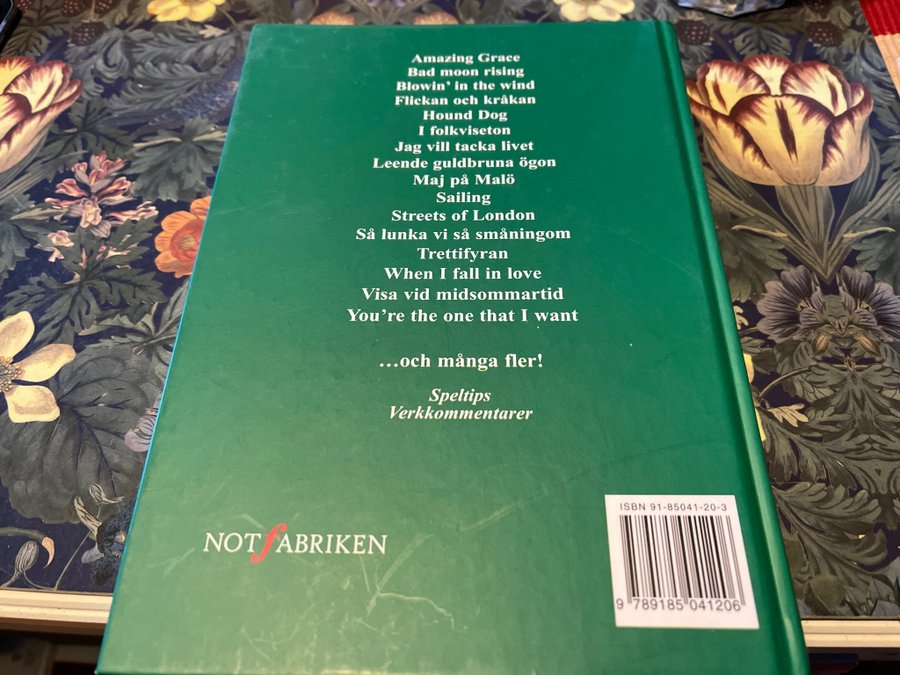 Amazing Grace
Bad moon rising
Blowin' in the wind
Flickan och kråkan
Hound Dog
I folkviseton
Jag vill tacka livet
Leende guldbruna ögon
Maj på Malö
Sailing
Streets of London
Så lunka vi så småningom
Trettifyran
When I fall in love
Visa vid midsommartid
You're the one that I want
...och många fler!
Speltips
Verkkommentarer
NOTfABRIKEN
ISBN 91-85041-20-3
9 789185 041206